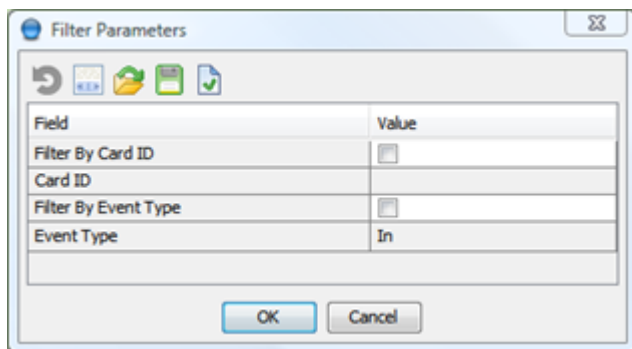 Filter Parameters
Field Value
Filter By Card ID
Card ID
Filter By Event Type
Event Type In
OK Cancel